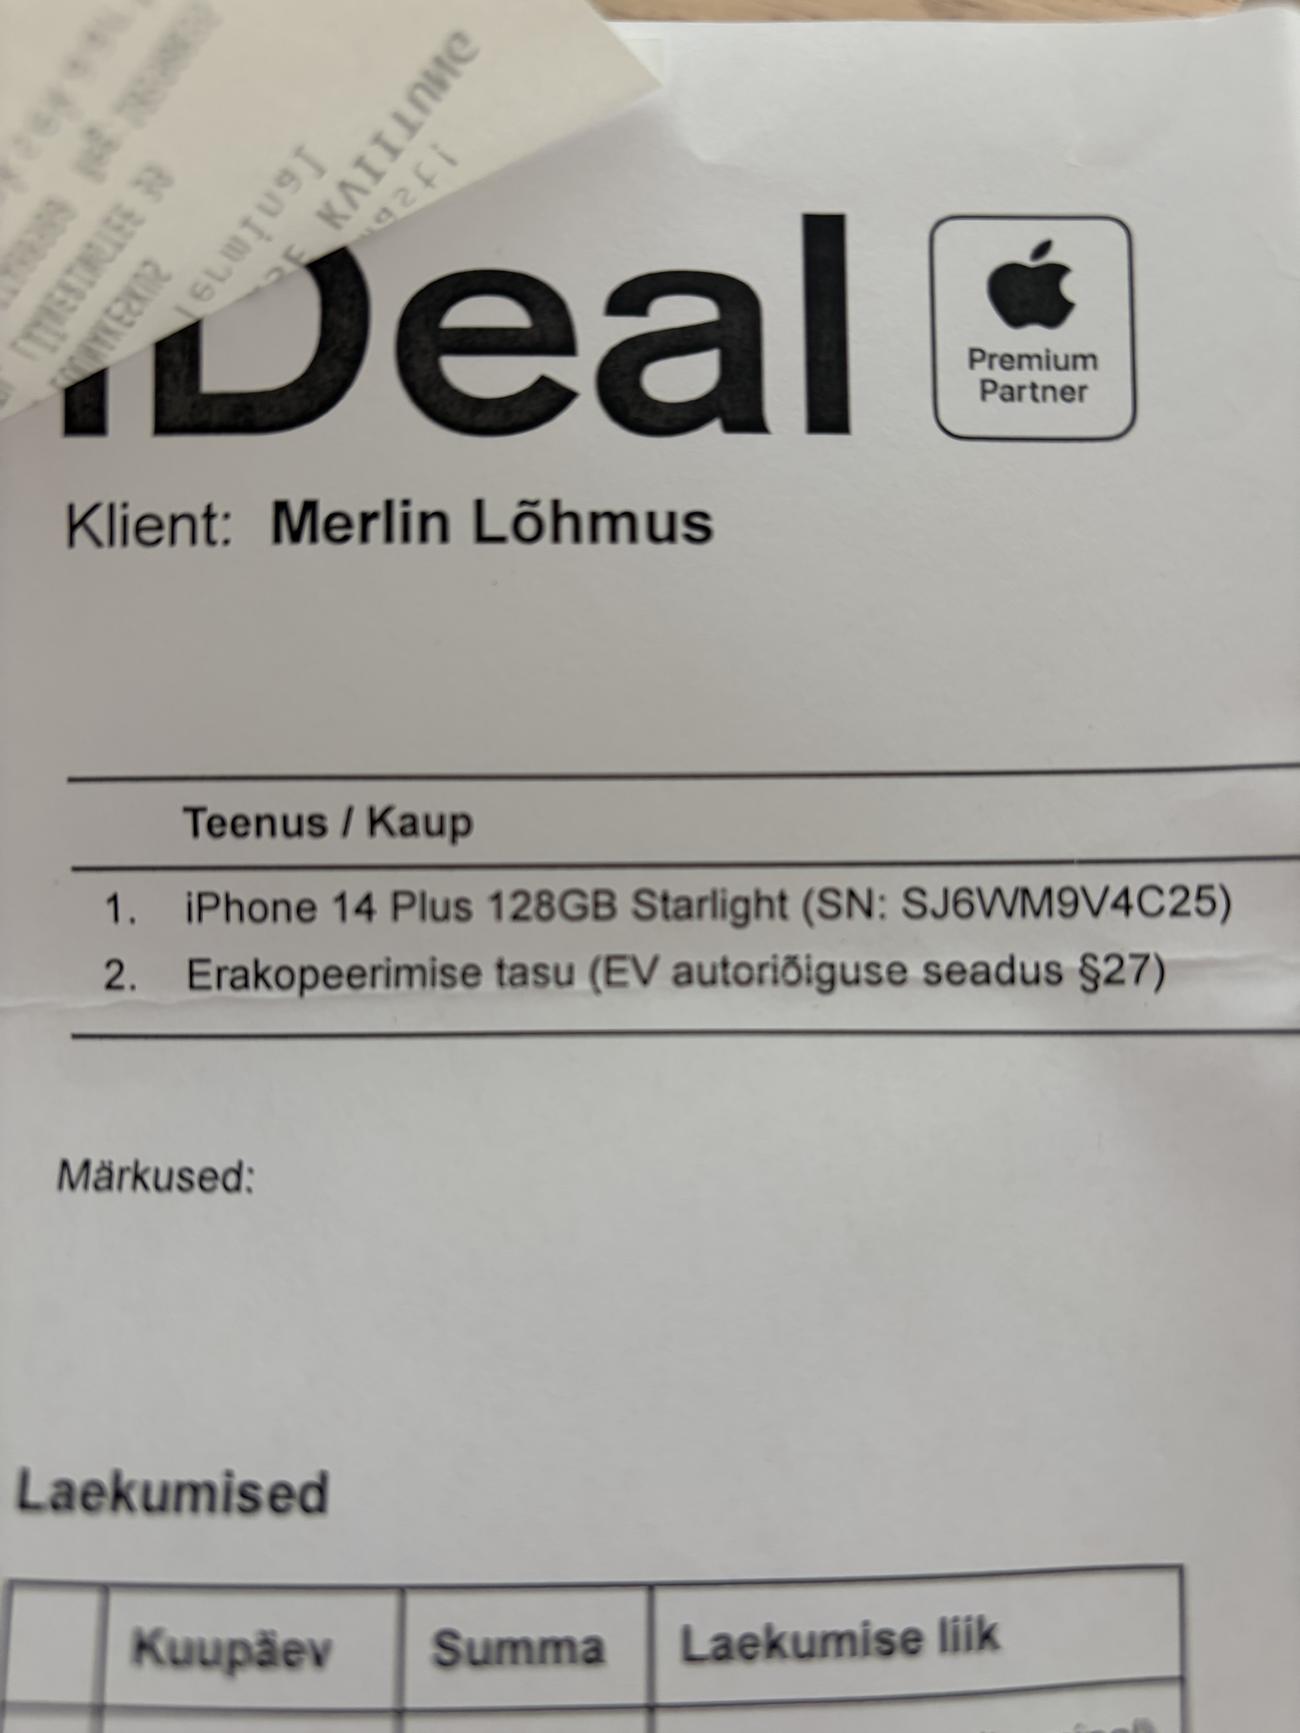 iDeal
Premium
Partner
Klient: Merlin Lõhmus
Teenus / Kaup
1. iPhone 14 Plus 128GB Starlight (SN: SJ6WM9V4C25)
2. Erakopeerimise tasu (EV autoriõiguse seadus §27)
Märkused:
Laekumised
Kuupäev Summa Laekumise liik